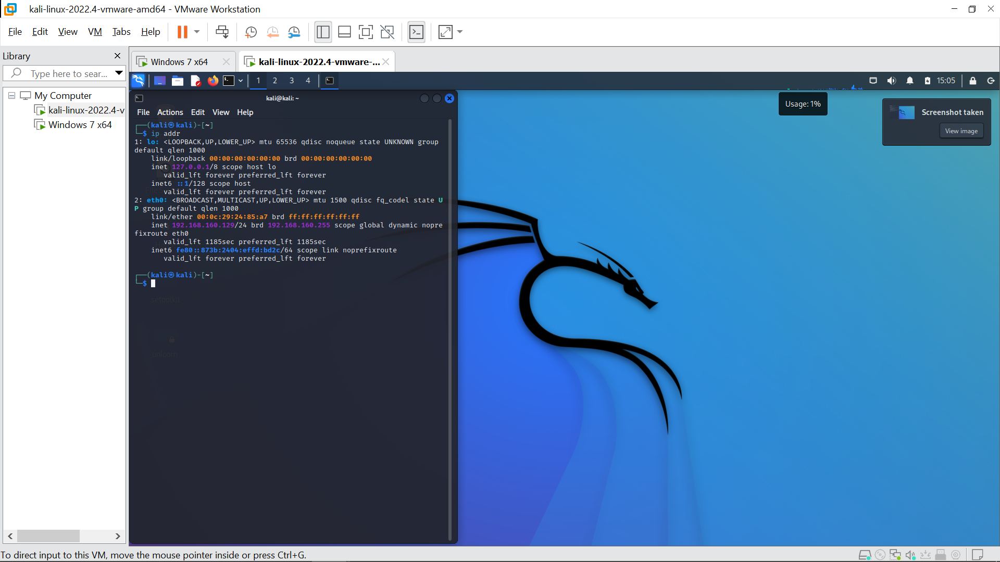 kali-linux-2022.4-vmware-amd64 - VMware Workstation
File Edit View VM Tabs Help
Library
Type here to sear...
My Computer
kali-linux-2022.4-v
Windows 7 x64
Windows 7 x64
kali-linux-2022.4-vmware-...
1 2 3 4
15:05
kali@kali: ~
File Actions Edit View Help
┌──(kali㉿kali)-[~]
└─$ ip addr
1: lo: <LOOPBACK,UP,LOWER_UP> mtu 65536 qdisc noqueue state UNKNOWN group
default qlen 1000
link/loopback 00:00:00:00:00:00 brd 00:00:00:00:00:00
inet 127.0.0.1/8 scope host lo
valid_lft forever preferred_lft forever
inet6 ::1/128 scope host
valid_lft forever preferred_lft forever
2: eth0: <BROADCAST,MULTICAST,UP,LOWER_UP> mtu 1500 qdisc fq_codel state U
P group default qlen 1000
link/ether 00:0c:29:24:85:a7 brd ff:ff:ff:ff:ff:ff
inet 192.168.160.129/24 brd 192.168.160.255 scope global dynamic nopre
fixroute eth0
valid_lft 1185sec preferred_lft 1185sec
inet6 fe80::873b:2404:effd:bd2c/64 scope link noprefixroute
valid_lft forever preferred_lft forever
┌──(kali㉿kali)-[~]
└─$
setoolkit
unicorn
Usage: 1%
Screenshot taken
View image
To direct input to this VM, move the mouse pointer inside or press Ctrl+G.